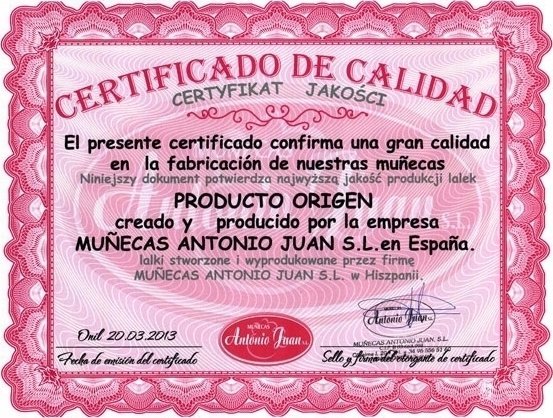 CERTIFICADO DE CALIDAD
CERTYFIKAT JAKOŚCI
El presente certificado confirma una gran calidad
en la fabricación de nuestras muñecas
Niniejszy dokument potwierdza najwyższą jakość produkcji lalek
PRODUCTO ORIGEN
creado y producido por la empresa
MUÑECAS ANTONIO JUAN S.L.en España.
lalki stworzone i wyprodukowane przez firmę
MUÑECAS ANTONIO JUAN S.L. w Hiszpanii.
Onil 20.03.2013
MUÑECAS
Antonio Juan S.L.
Antonio Juan
MUÑECAS ANTONIO JUAN, S.L.
Fecha de emisión del certificado
Sello y firma del otorgante de certificado